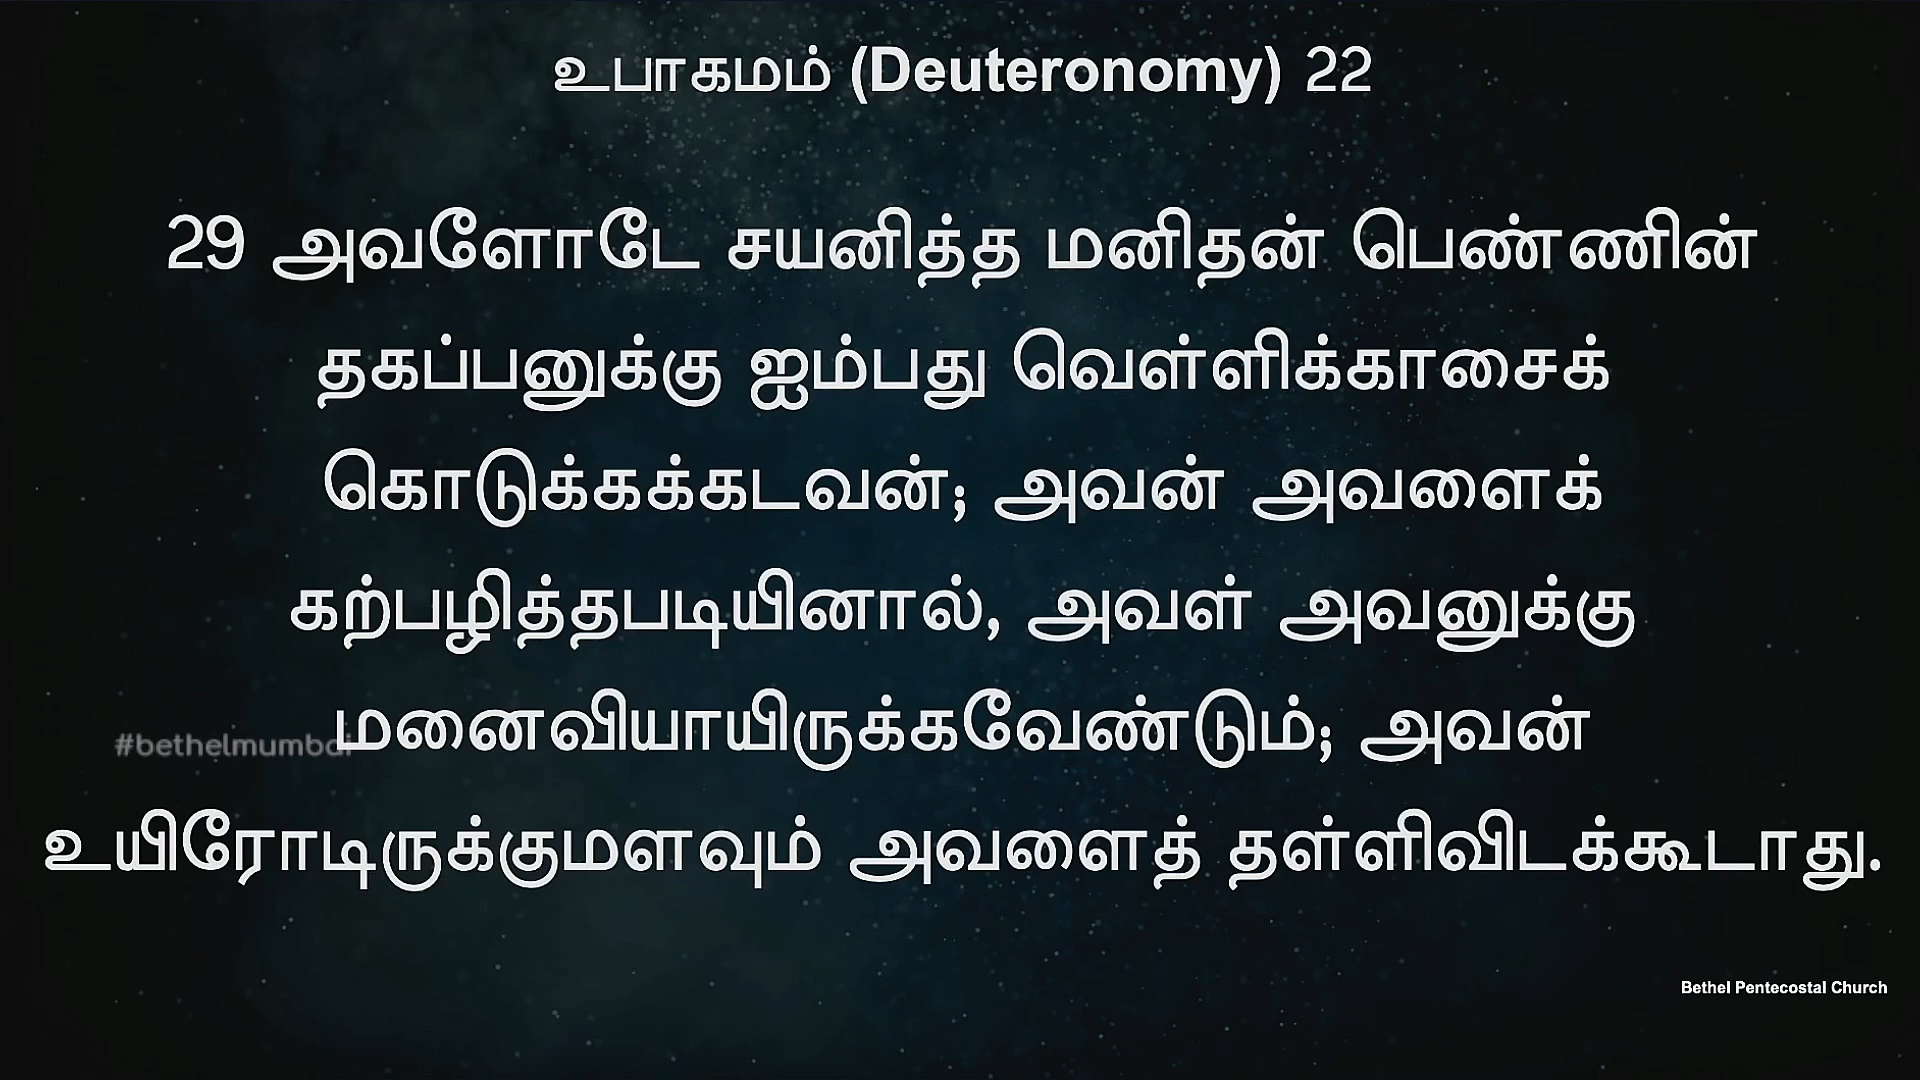 உபாகமம் (Deuteronomy) 22
29 அவளோடே சயனித்த மனிதன் பெண்ணின்
தகப்பனுக்கு ஐம்பது வெள்ளிக்காசைக்
கொடுக்கக்கடவன்; அவன் அவளைக்
கற்பழித்தபடியினால், அவள் அவனுக்கு
#bethelmumbai
மனைவியாயிருக்கவேண்டும்; அவன்
உயிரோடிருக்குமளவும் அவளைத் தள்ளிவிடக்கூடாது.
Bethel Pentecostal Church